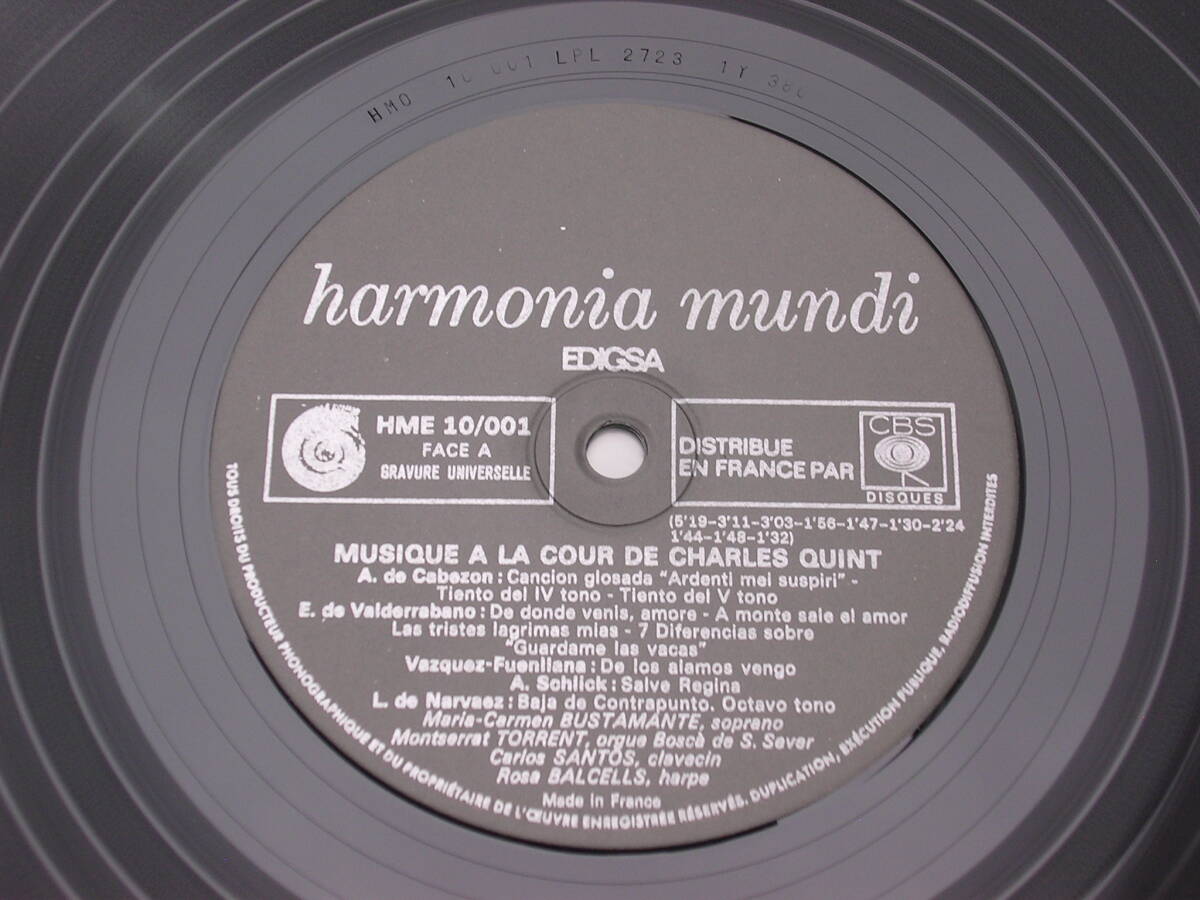 HMO 10 001 LPL 2723 1Y 380
harmonia mundi
EDIGSA
HME 10/001
FACE A
GRAVURE UNIVERSELLE
DISTRIBUE
EN FRANCE PAR
CBS
DISQUES
(5'19-3'11-3'03-1'56-1'47-1'30-2'24
1'44-1'48-1'32)
MUSIQUE A LA COUR DE CHARLES QUINT
A. de Cabezon : Cancion glosada "Ardenti mei suspiri" -
Tiento del IV tono - Tiento del V tono
E. de Valderrabano : De donde venis, amore - A monte sale el amor
Las tristes lagrimas mias - 7 Diferencias sobre
"Guardame las vacas"
Vazquez-Fuenllana : De los alamos vengo
A. Schlick : Salve Regina
L. de Narvaez : Baja de Contrapunto. Octavo tono
Maria-Carmen BUSTAMANTE, soprano
Montserrat TORRENT, orgue Boscà de S. Sever
Carlos SANTOS, clavecin
Rosa BALCELLS, harpe
Made in France
TOUS DROITS DU PRODUCTEUR PHONOGRAPHIQUE ET DU PROPRIÉTAIRE DE L'ŒUVRE ENREGISTRÉE RÉSERVÉS. DUPLICATION, EXÉCUTION PUBLIQUE, RADIODIFFUSION INTERDITES